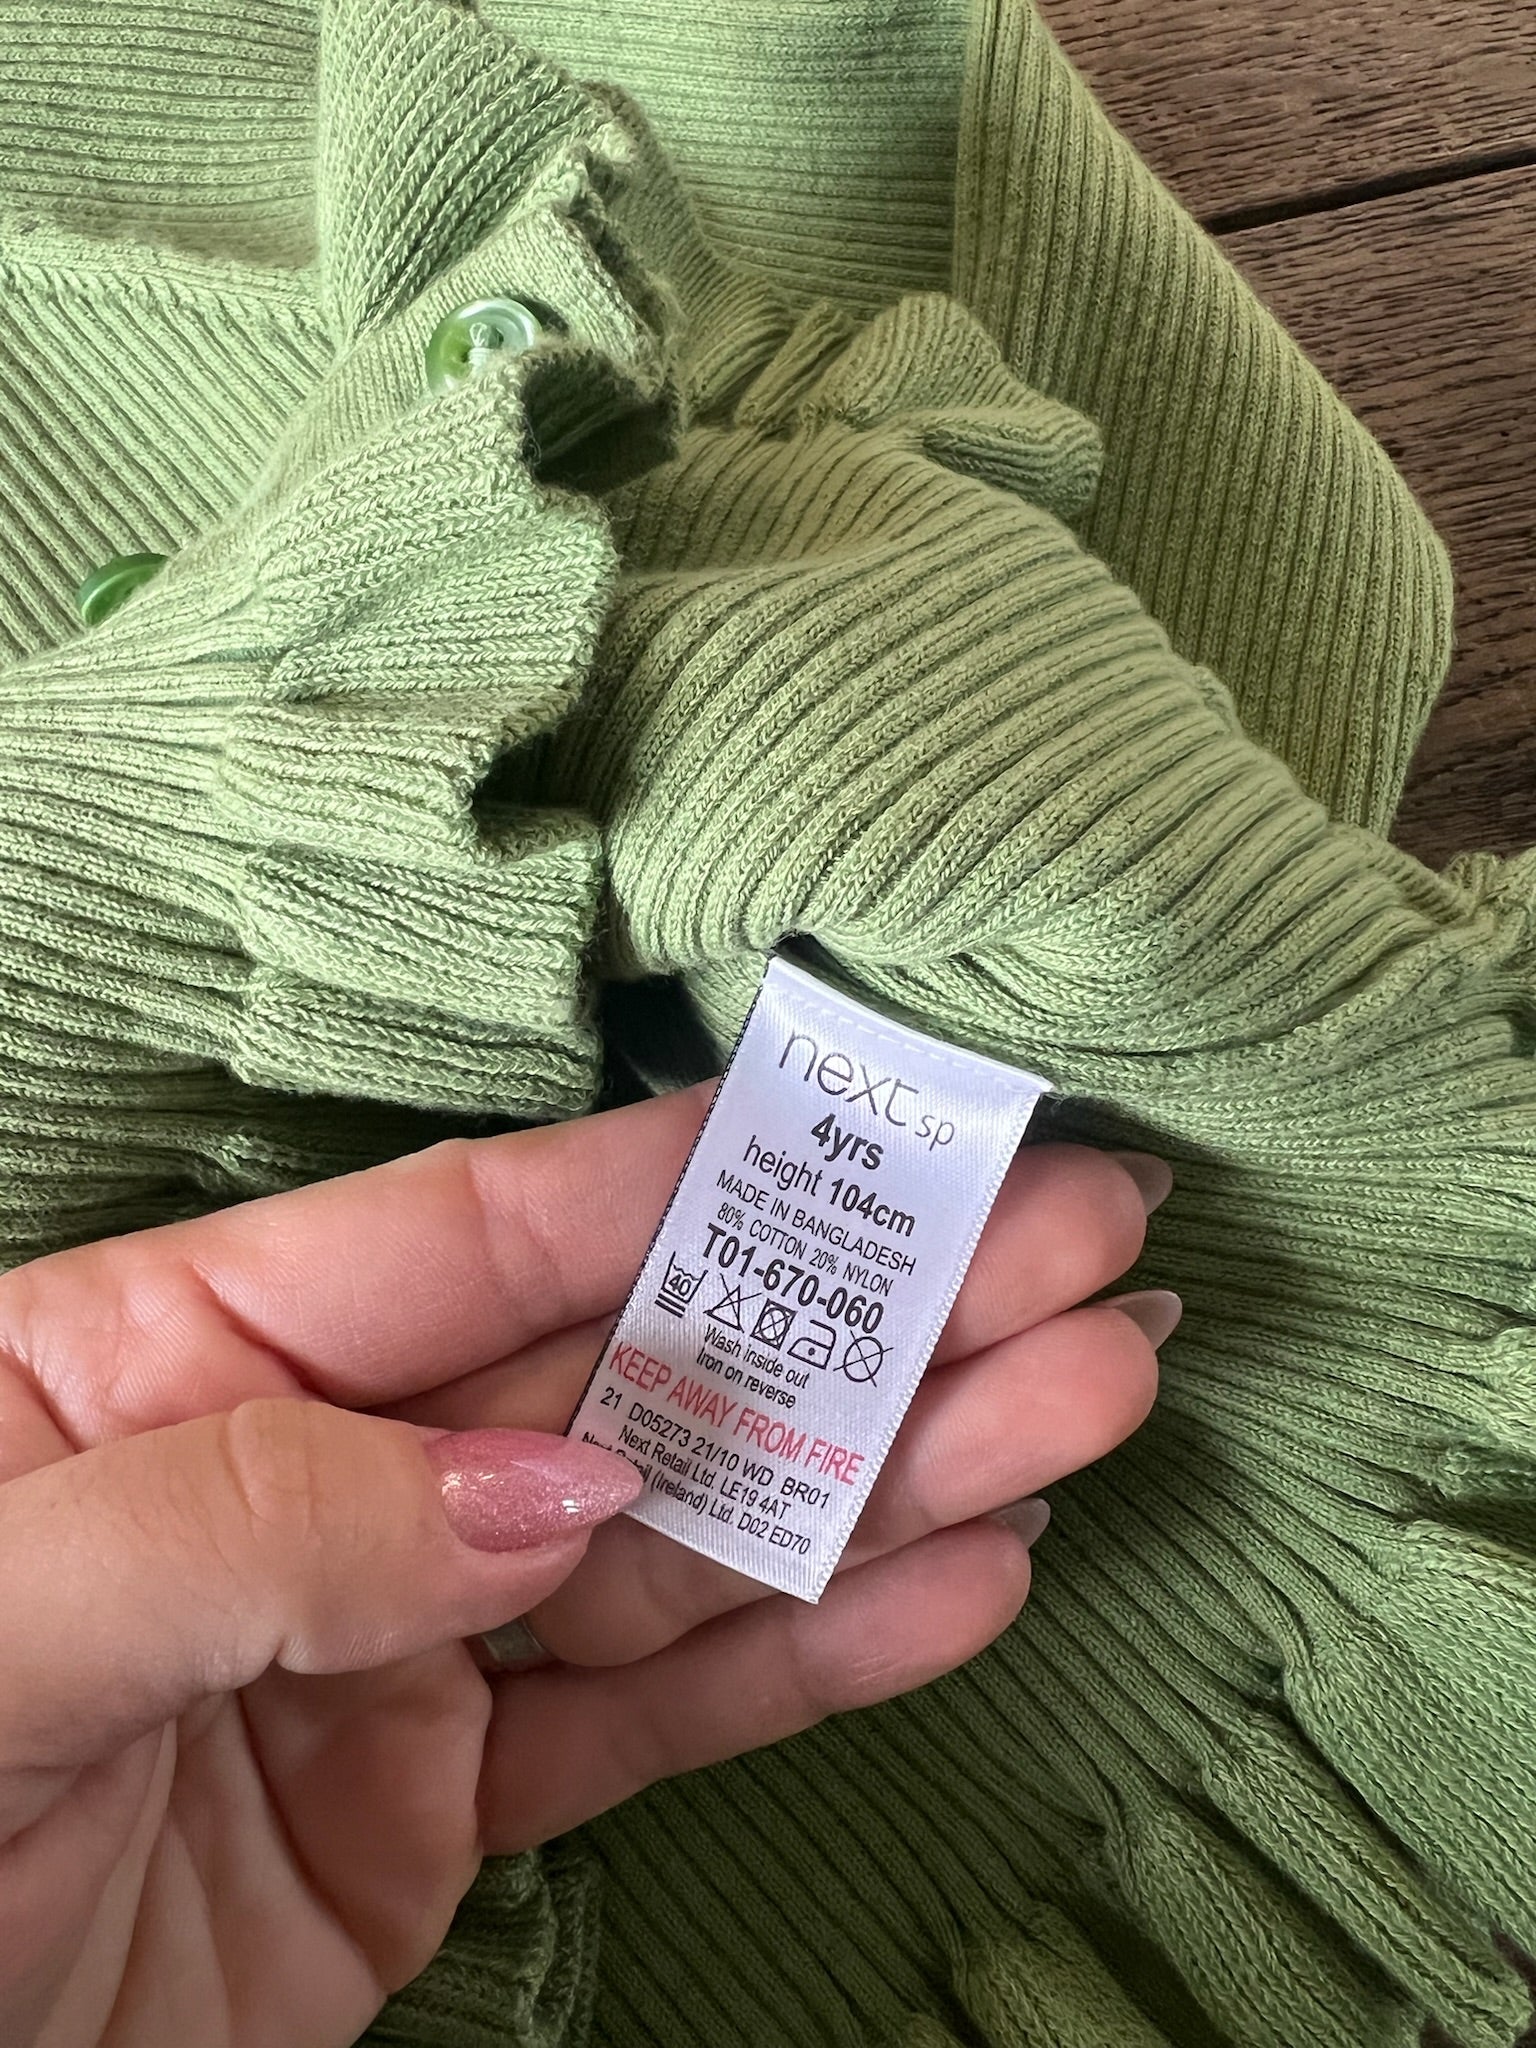 next sp
4yrs
height 104cm
MADE IN BANGLADESH
80% COTTON 20% NYLON
T01-670-060
40
Wash inside out
Iron on reverse
KEEP AWAY FROM FIRE
21 D05273 21/10 WD BR01
Next Retail Ltd. LE19 4AT
Next Retail (Ireland) Ltd. D02 ED70